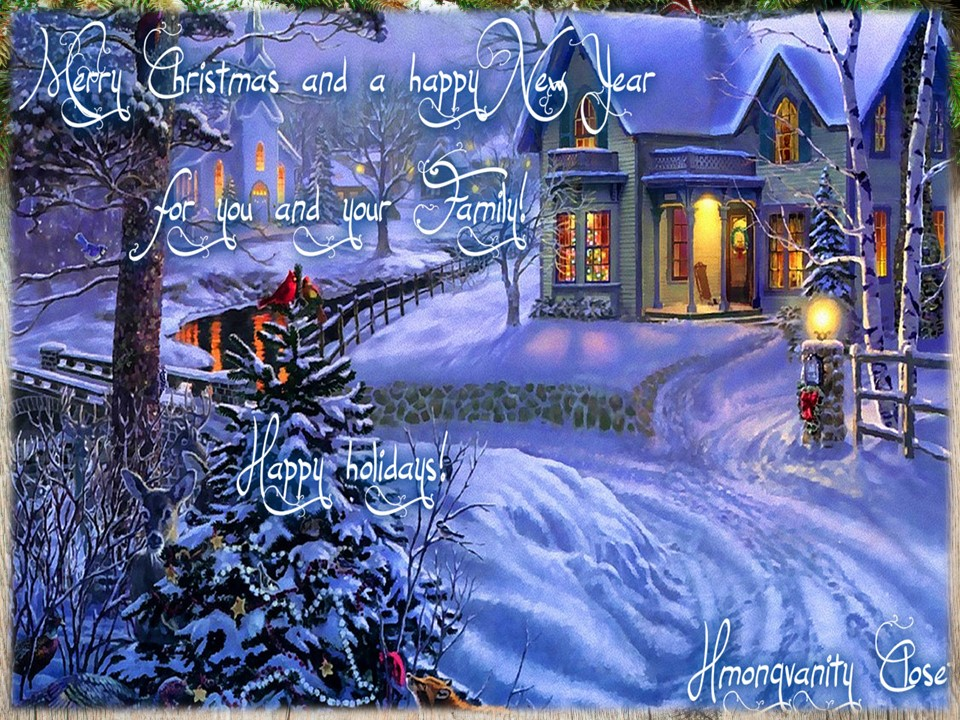 Merry Christmas and a happy New Year
for you and your Family!
Happy holidays!
Hmongvanity Close